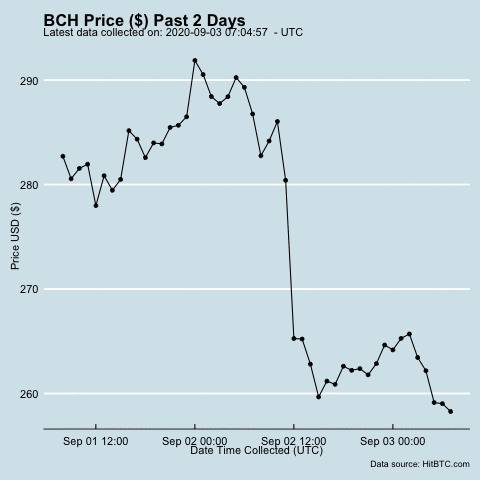 BCH Price ($) Past 2 Days
Latest data collected on: 2020-09-03 07:04:57 - UTC
290
280
270
260
Price USD ($)
Sep 01 12:00 Sep 02 00:00 Sep 02 12:00 Sep 03 00:00
Date Time Collected (UTC)
Data source: HitBTC.com